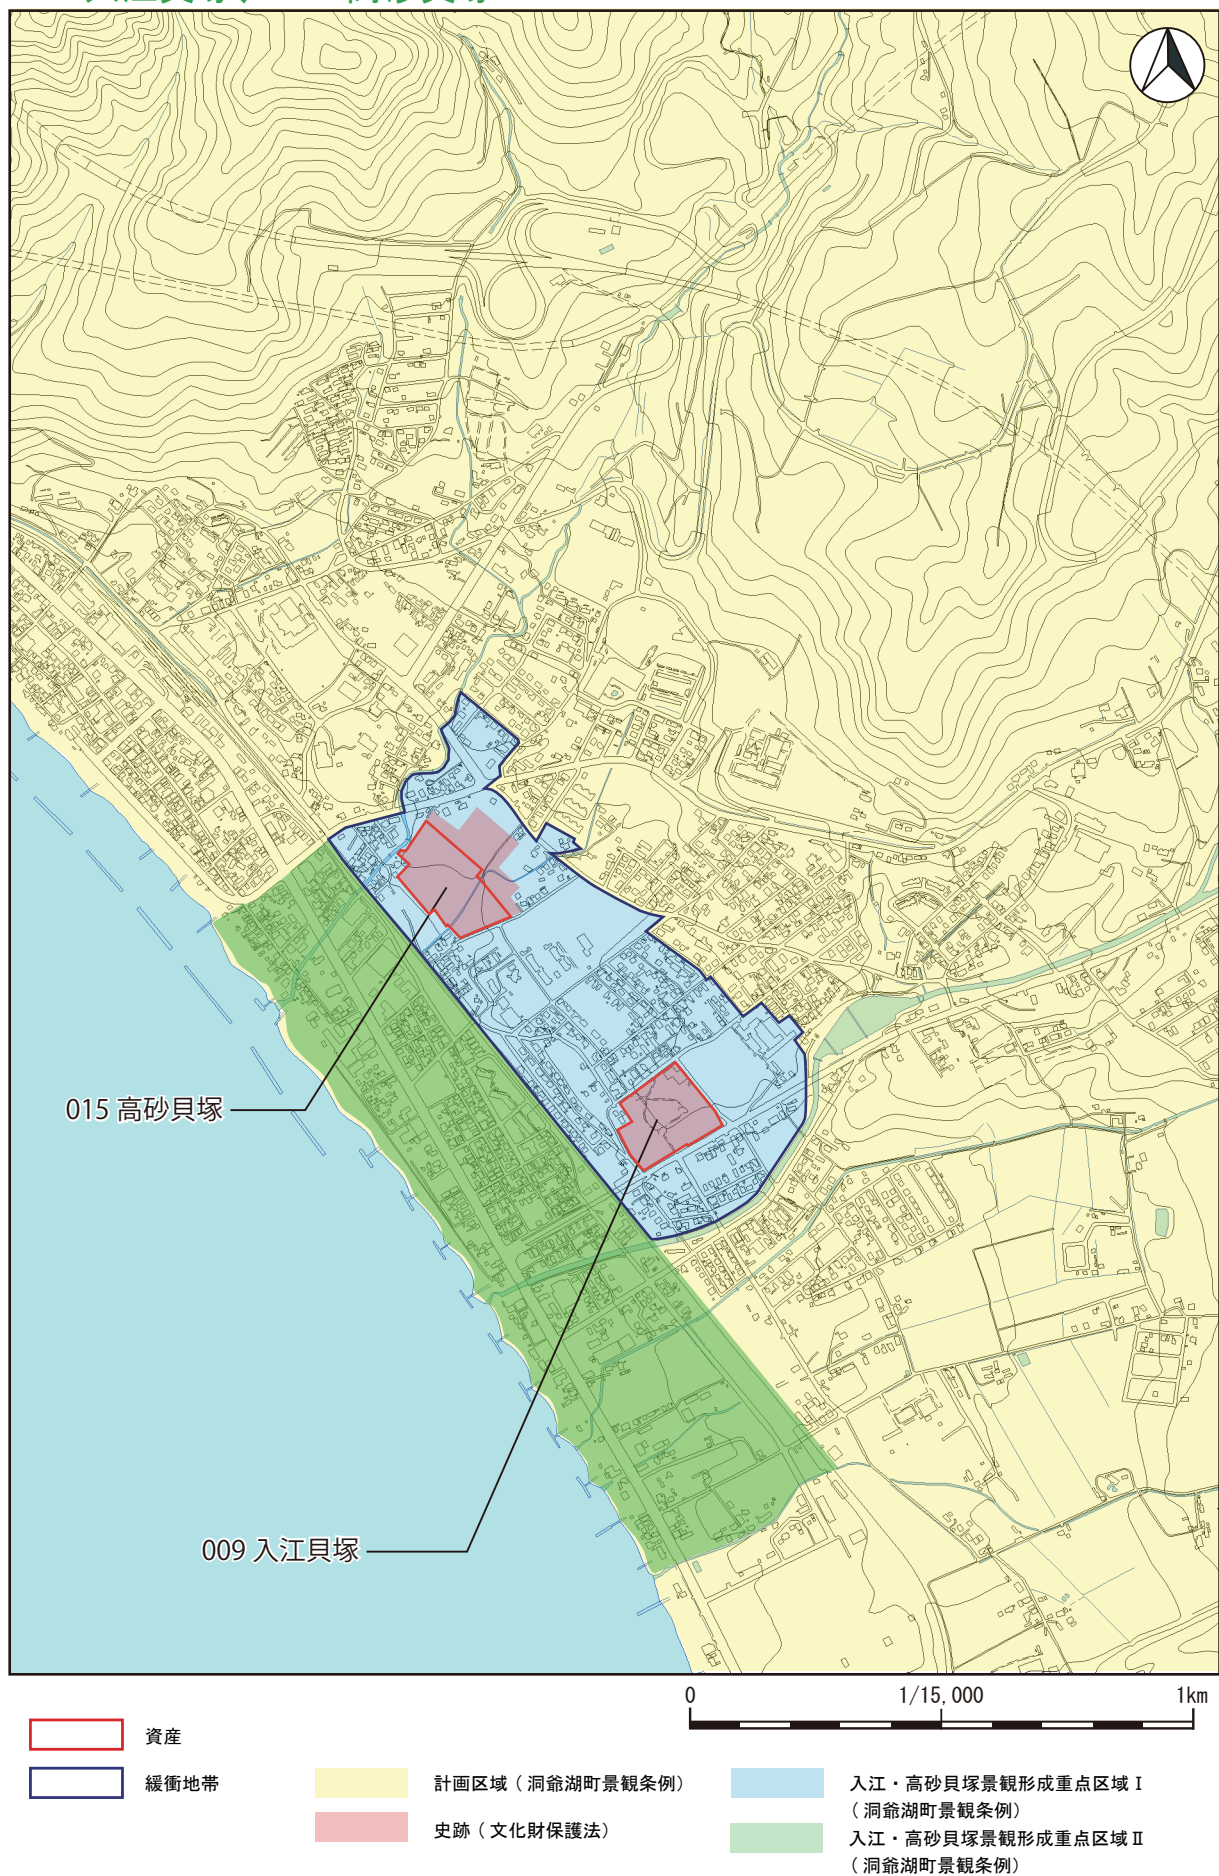 015 高砂貝塚
009 入江貝塚
0 1/15,000 1km
資産
緩衝地帯
計画区域（洞爺湖町景観条例）
史跡（文化財保護法）
入江・高砂貝塚景観形成重点区域Ⅰ
（洞爺湖町景観条例）
入江・高砂貝塚景観形成重点区域Ⅱ
（洞爺湖町景観条例）